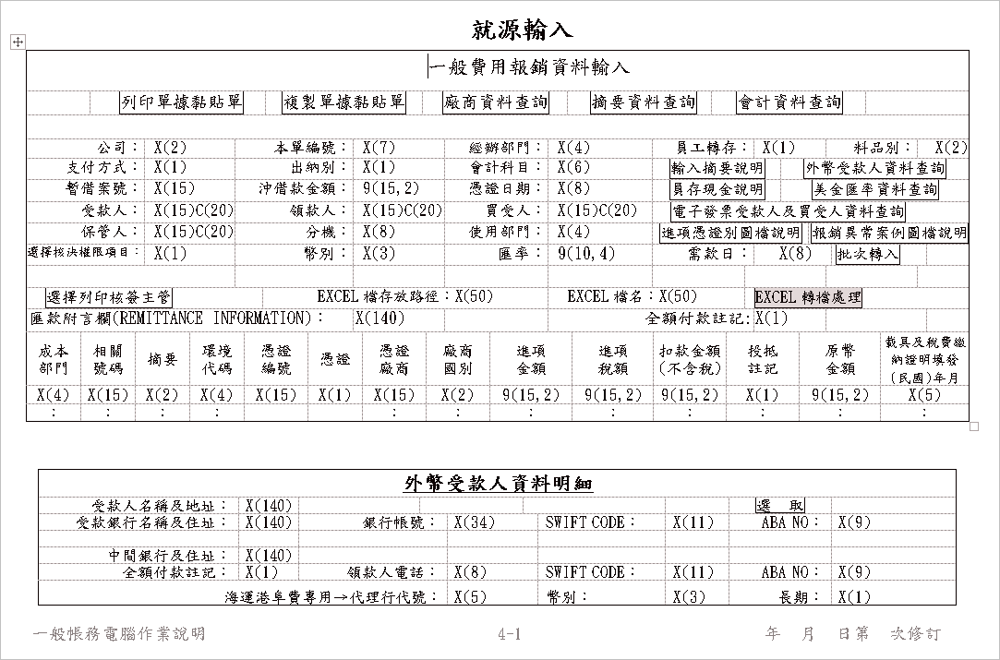 就源輸入
一般費用報銷資料輸入
列印單據黏貼單 複製單據黏貼單 廠商資料查詢 摘要資料查詢 會計資料查詢
公司： X(2) 本單編號： X(7) 經辦部門： X(4) 員工轉存： X(1) 料品別： X(2)
支付方式： X(1) 出納別： X(1) 會計科目： X(6) 輸入摘要說明 外幣受款人資料查詢
暫借案號： X(15) 沖借款金額： 9(15,2) 憑證日期： X(8) 員存現金說明 美金匯率資料查詢
受款人： X(15)C(20) 領款人： X(15)C(20) 買受人： X(15)C(20) 電子發票受款人及買受人資料查詢
保管人： X(15)C(20) 分機： X(8) 使用部門： X(4) 進項憑證別圖檔說明 報銷異常案例圖檔說明
選擇核決權限項目： X(1) 幣別： X(3) 匯率： 9(10,4) 需款日： X(8) 批次轉入
選擇列印核簽主管 EXCEL 檔存放路徑：X(50) EXCEL 檔名：X(50) EXCEL 轉檔處理
匯款附言欄(REMITTANCE INFORMATION)： X(140) 全額付款註記: X(1)
成本部門 相關號碼 摘要 環境代碼 憑證編號 憑證 憑證廠商 廠商國別 進項金額 進項稅額 扣款金額(不含稅) 投抵註記 原幣金額 載具及稅費繳納證明填發(民國)年月
X(4) X(15) X(2) X(4) X(15) X(1) X(15) X(2) 9(15,2) 9(15,2) 9(15,2) X(1) 9(15,2) X(5)
： ： ： ： ： ： ： ： ： ： ： ：
外幣受款人資料明細
受款人名稱及地址： X(140) 選 取
受款銀行名稱及住址： X(140) 銀行帳號： X(34) SWIFT CODE： X(11) ABA NO： X(9)
中間銀行及住址： X(140)
全額付款註記： X(1) 領款人電話： X(8) SWIFT CODE： X(11) ABA NO： X(9)
海運港阜費專用→代理行代號： X(5) 幣別： X(3) 長期： X(1)
一般帳務電腦作業說明 4-1 年 月 日第 次修訂